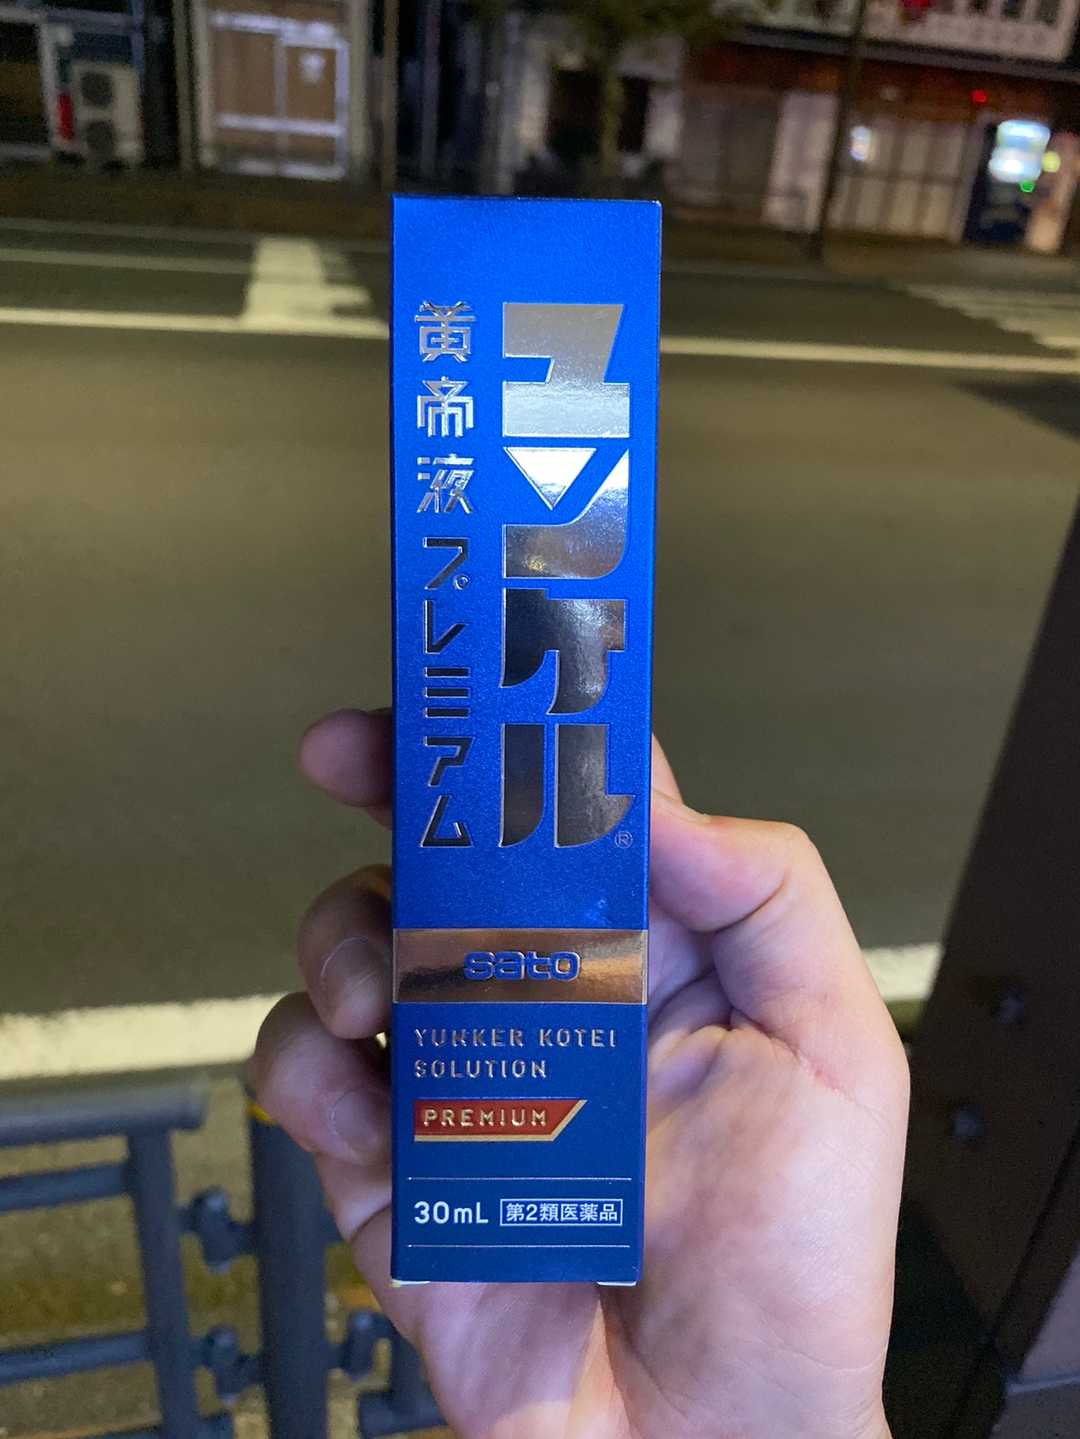 ユンケル®
黄帝液プレミアム
sato
YUNKER KOTEI
SOLUTION
PREMIUM
30mL 第2類医薬品